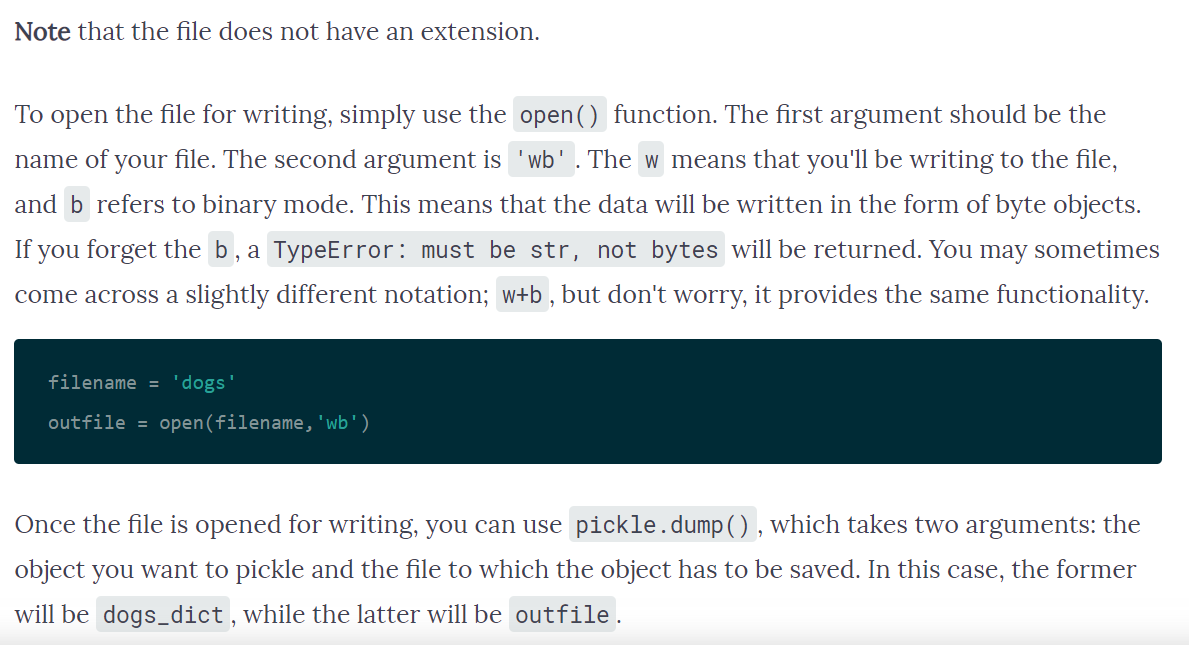 Note that the file does not have an extension.
To open the file for writing, simply use the open() function. The first argument should be the
name of your file. The second argument is 'wb'. The w means that you'll be writing to the file,
and b refers to binary mode. This means that the data will be written in the form of byte objects.
If you forget the b, a TypeError: must be str, not bytes will be returned. You may sometimes
come across a slightly different notation; w+b, but don't worry, it provides the same functionality.
filename = 'dogs'
outfile = open(filename,'wb')
Once the file is opened for writing, you can use pickle.dump(), which takes two arguments: the
object you want to pickle and the file to which the object has to be saved. In this case, the former
will be dogs_dict, while the latter will be outfile.